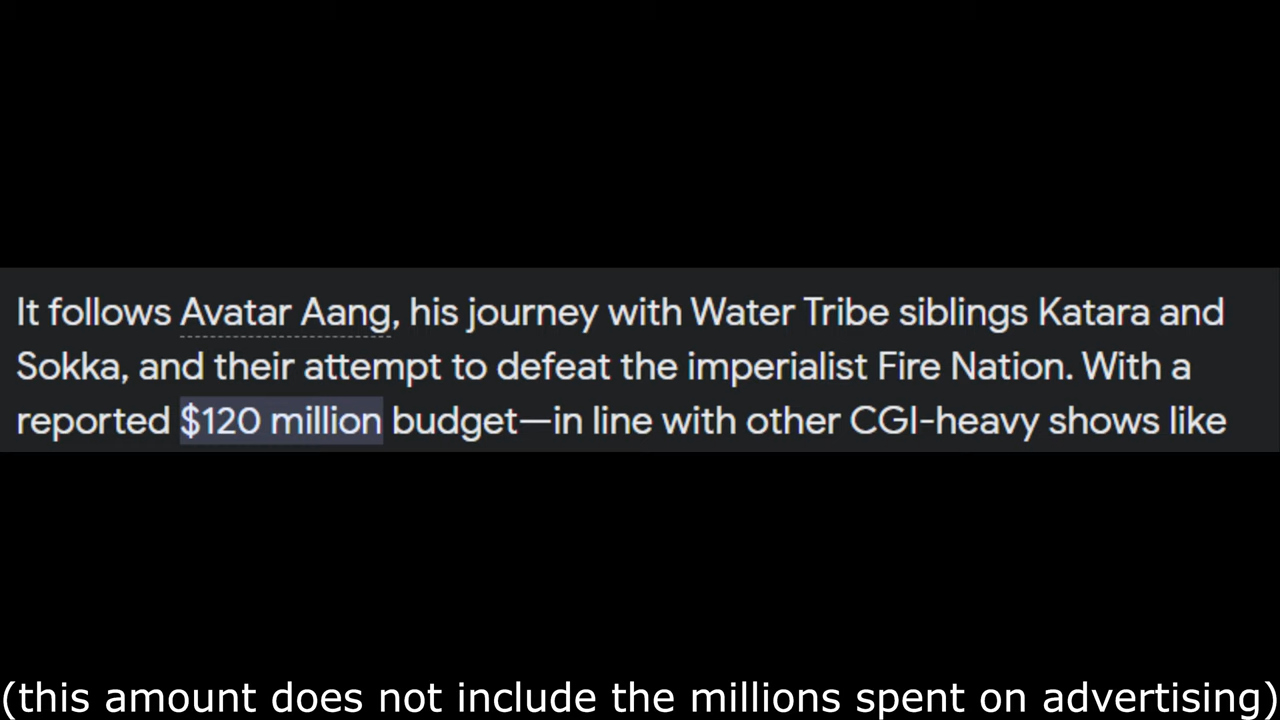 It follows Avatar Aang, his journey with Water Tribe siblings Katara and
Sokka, and their attempt to defeat the imperialist Fire Nation. With a
reported $120 million budget—in line with other CGI-heavy shows like
(this amount does not include the millions spent on advertising)